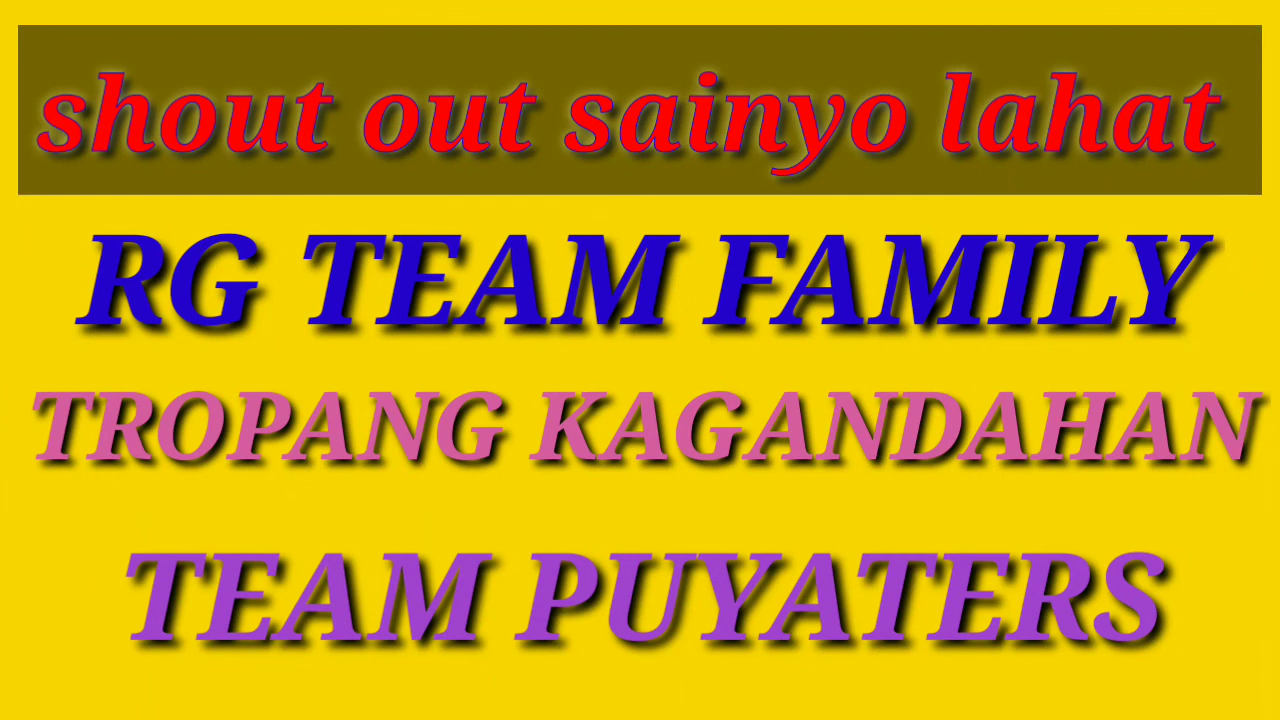 shout out sainyo lahat
RG TEAM FAMILY
TROPANG KAGANDAHAN
TEAM PUYATERS